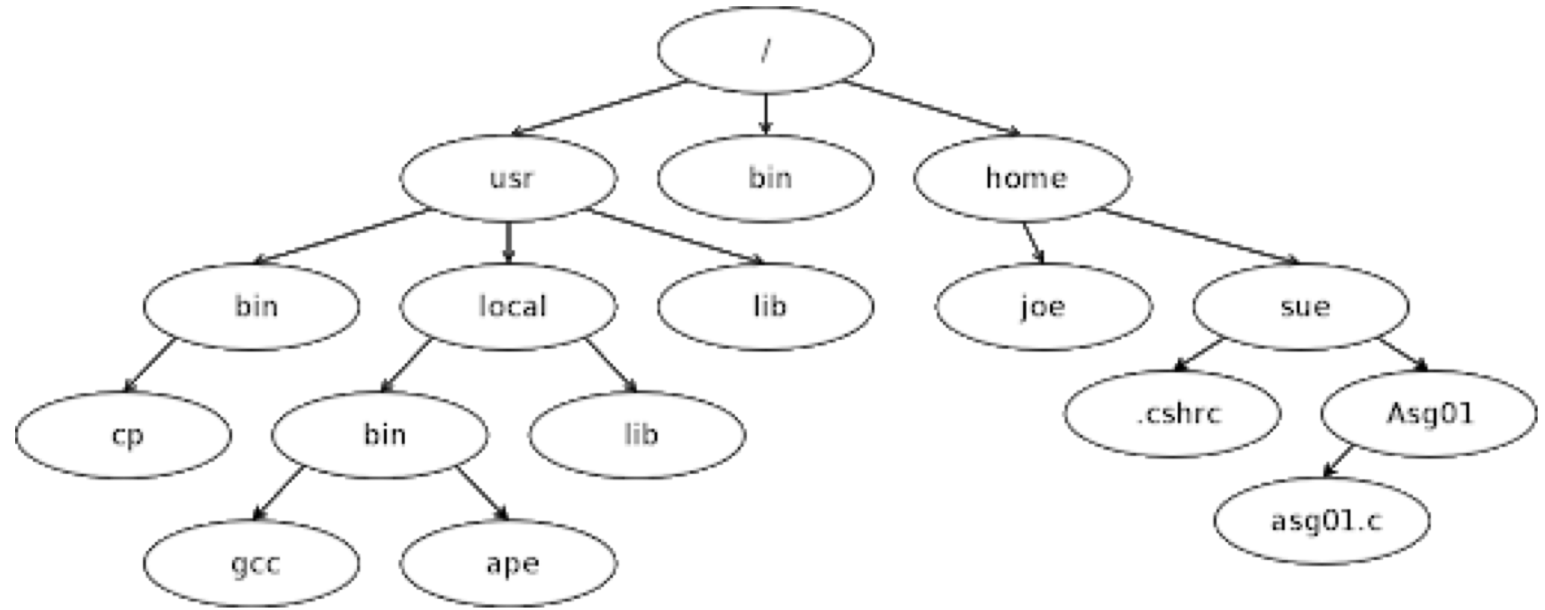 /
usr
bin
home
bin
local
lib
joe
sue
cp
bin
lib
.cshrc
Asg01
gcc
ape
asg01.c